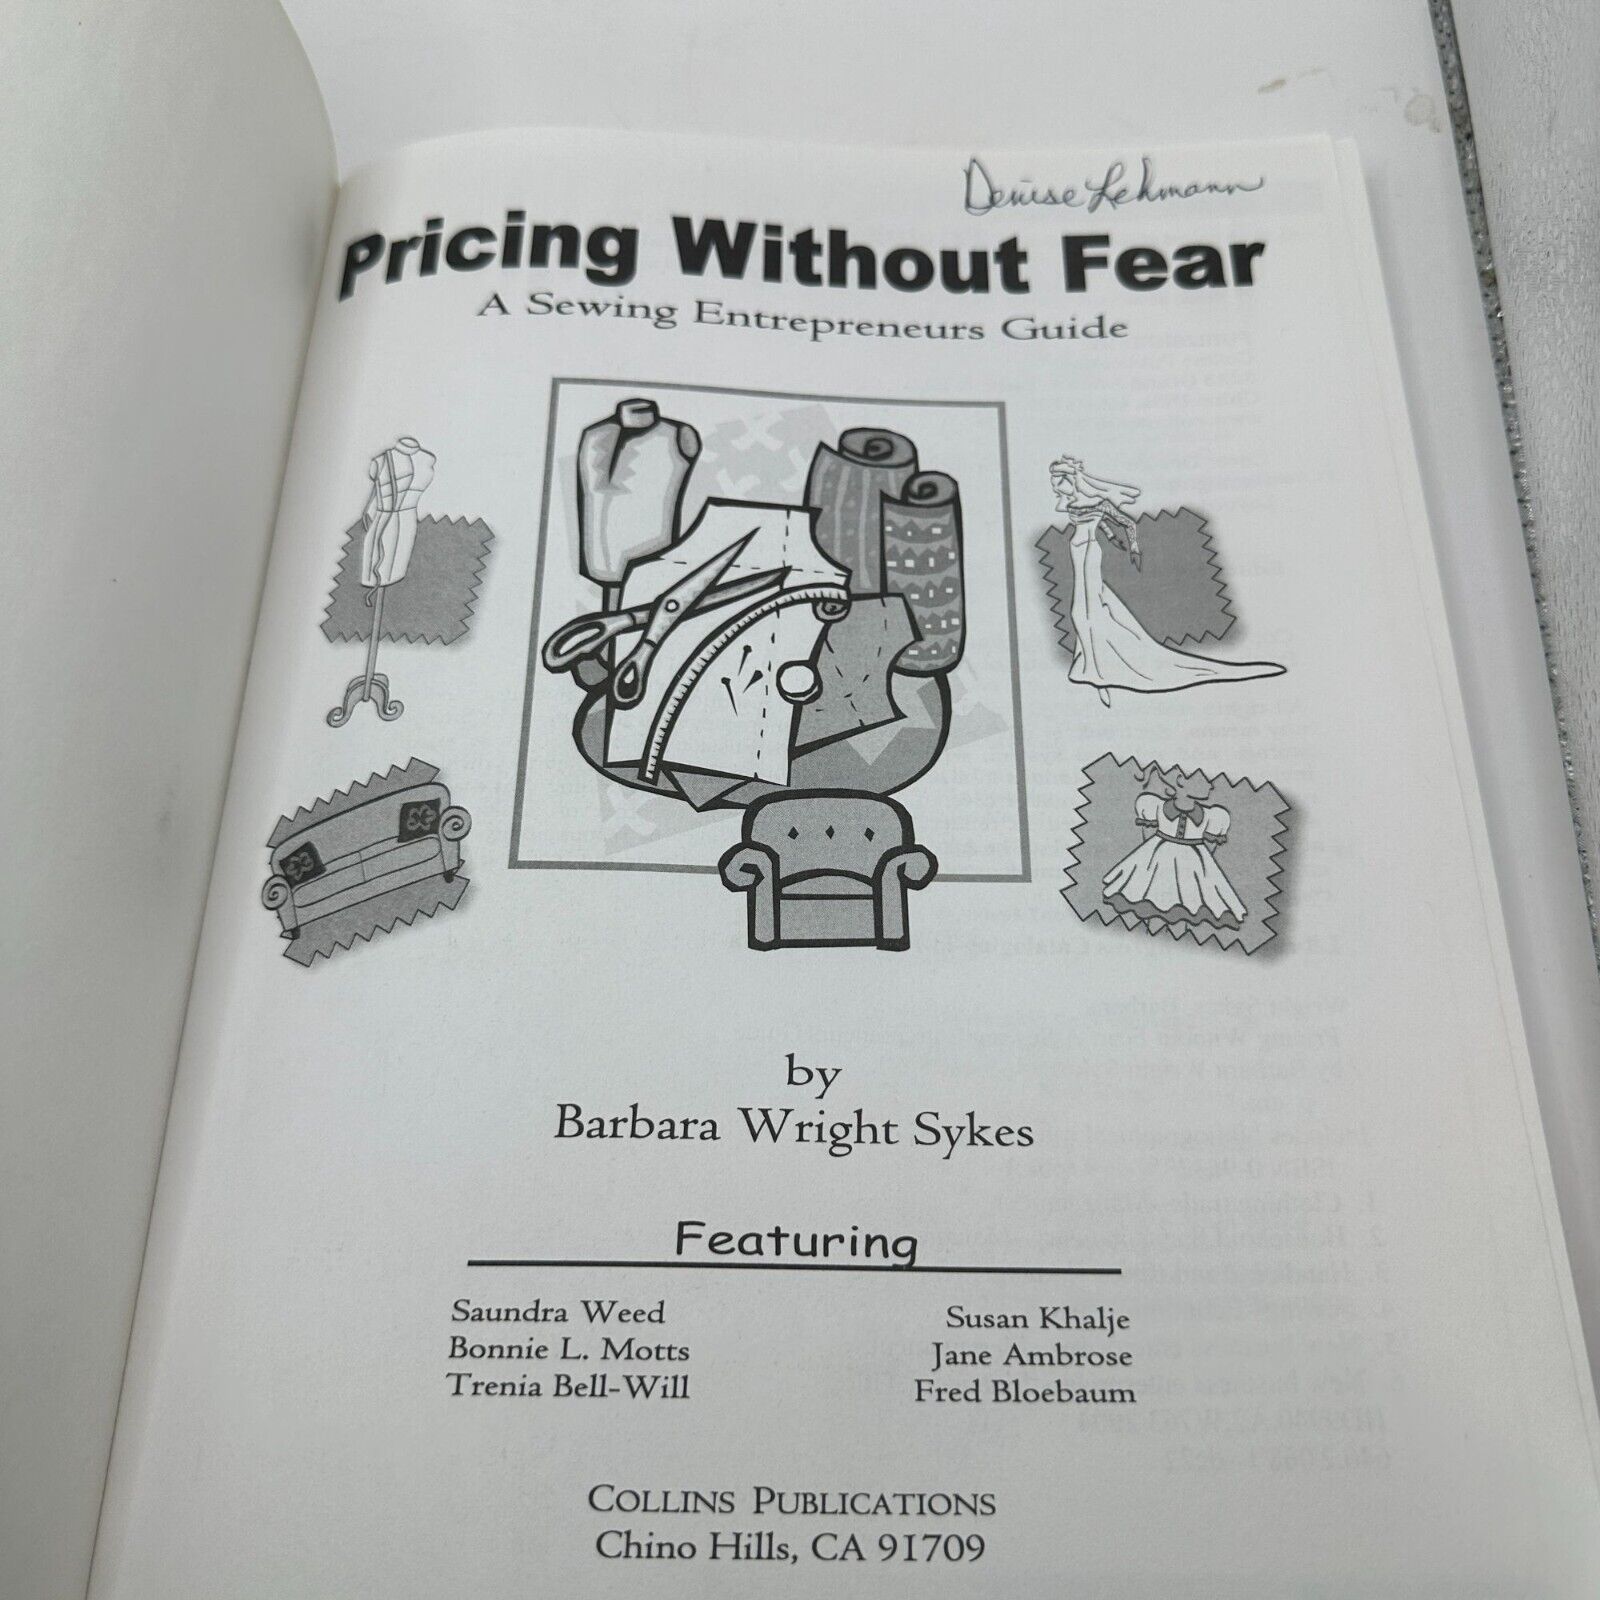 Denise Lehmann
Pricing Without Fear
A Sewing Entrepreneurs Guide
by
Barbara Wright Sykes
Featuring
Saundra Weed
Bonnie L. Motts
Trenia Bell-Will
Susan Khalje
Jane Ambrose
Fred Bloebaum
COLLINS PUBLICATIONS
Chino Hills, CA 91709